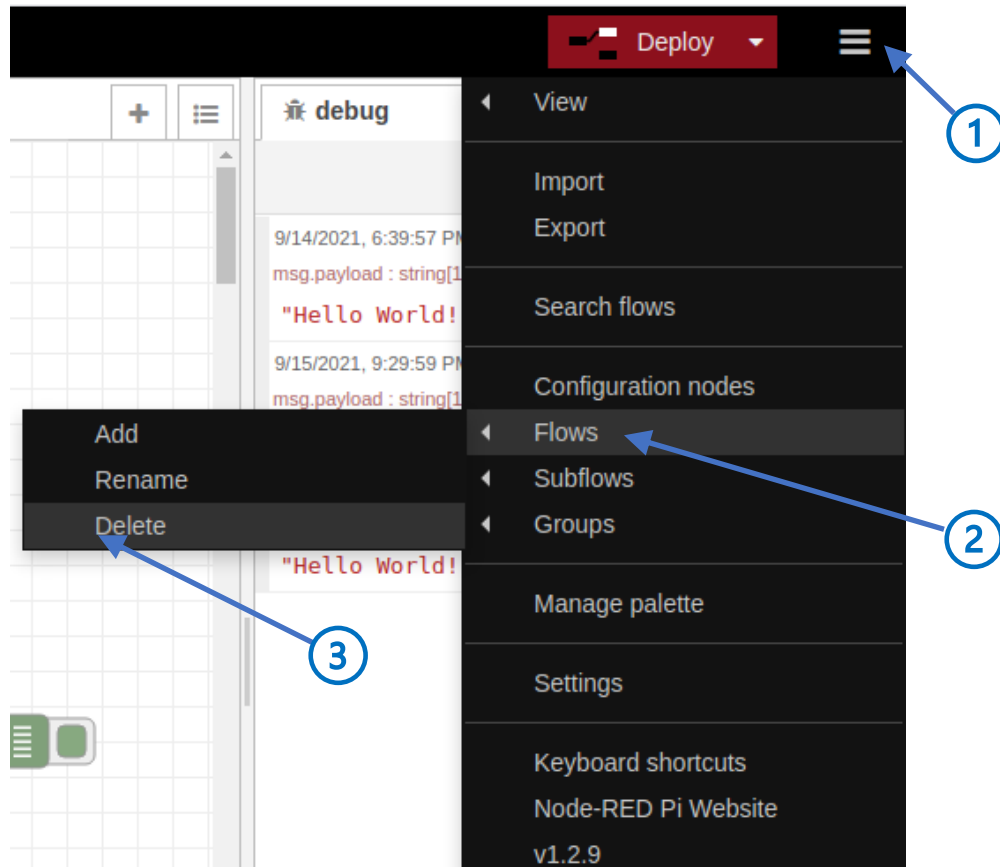 Deploy
1
+
debug
View
Import
Export
9/14/2021, 6:39:57 PM
msg.payload : string[1
"Hello World!
Search flows
9/15/2021, 9:29:59 PM
msg.payload : string[1
Configuration nodes
Flows
Subflows
Groups
Add
Rename
Delete
2
"Hello World!
Manage palette
3
Settings
Keyboard shortcuts
Node-RED Pi Website
v1.2.9